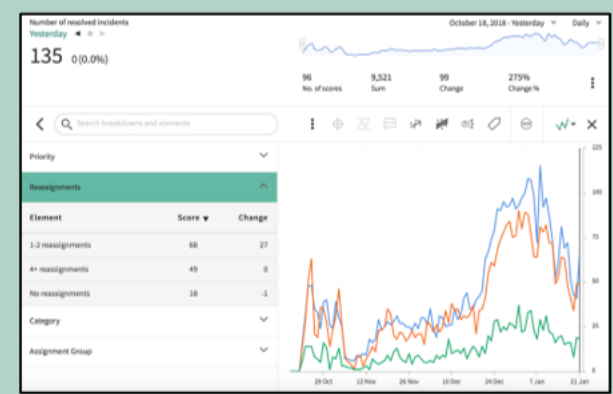 Number of resolved incidents
Yesterday
October 18, 2018 - Yesterday Daily
135 0 (0.0%)
96 9,521 99 275%
No. of scores Sum Change Change %
Search breakdowns and elements
Priority
Reassignments
Element Score ▼ Change
1-2 reassignments 68 27
4+ reassignments 49 0
No reassignments 18 -1
Category
Assignment Group
125
75
50
25
0
29 Oct 12 Nov 26 Nov 10 Dec 24 Dec 7 Jan 21 Jan